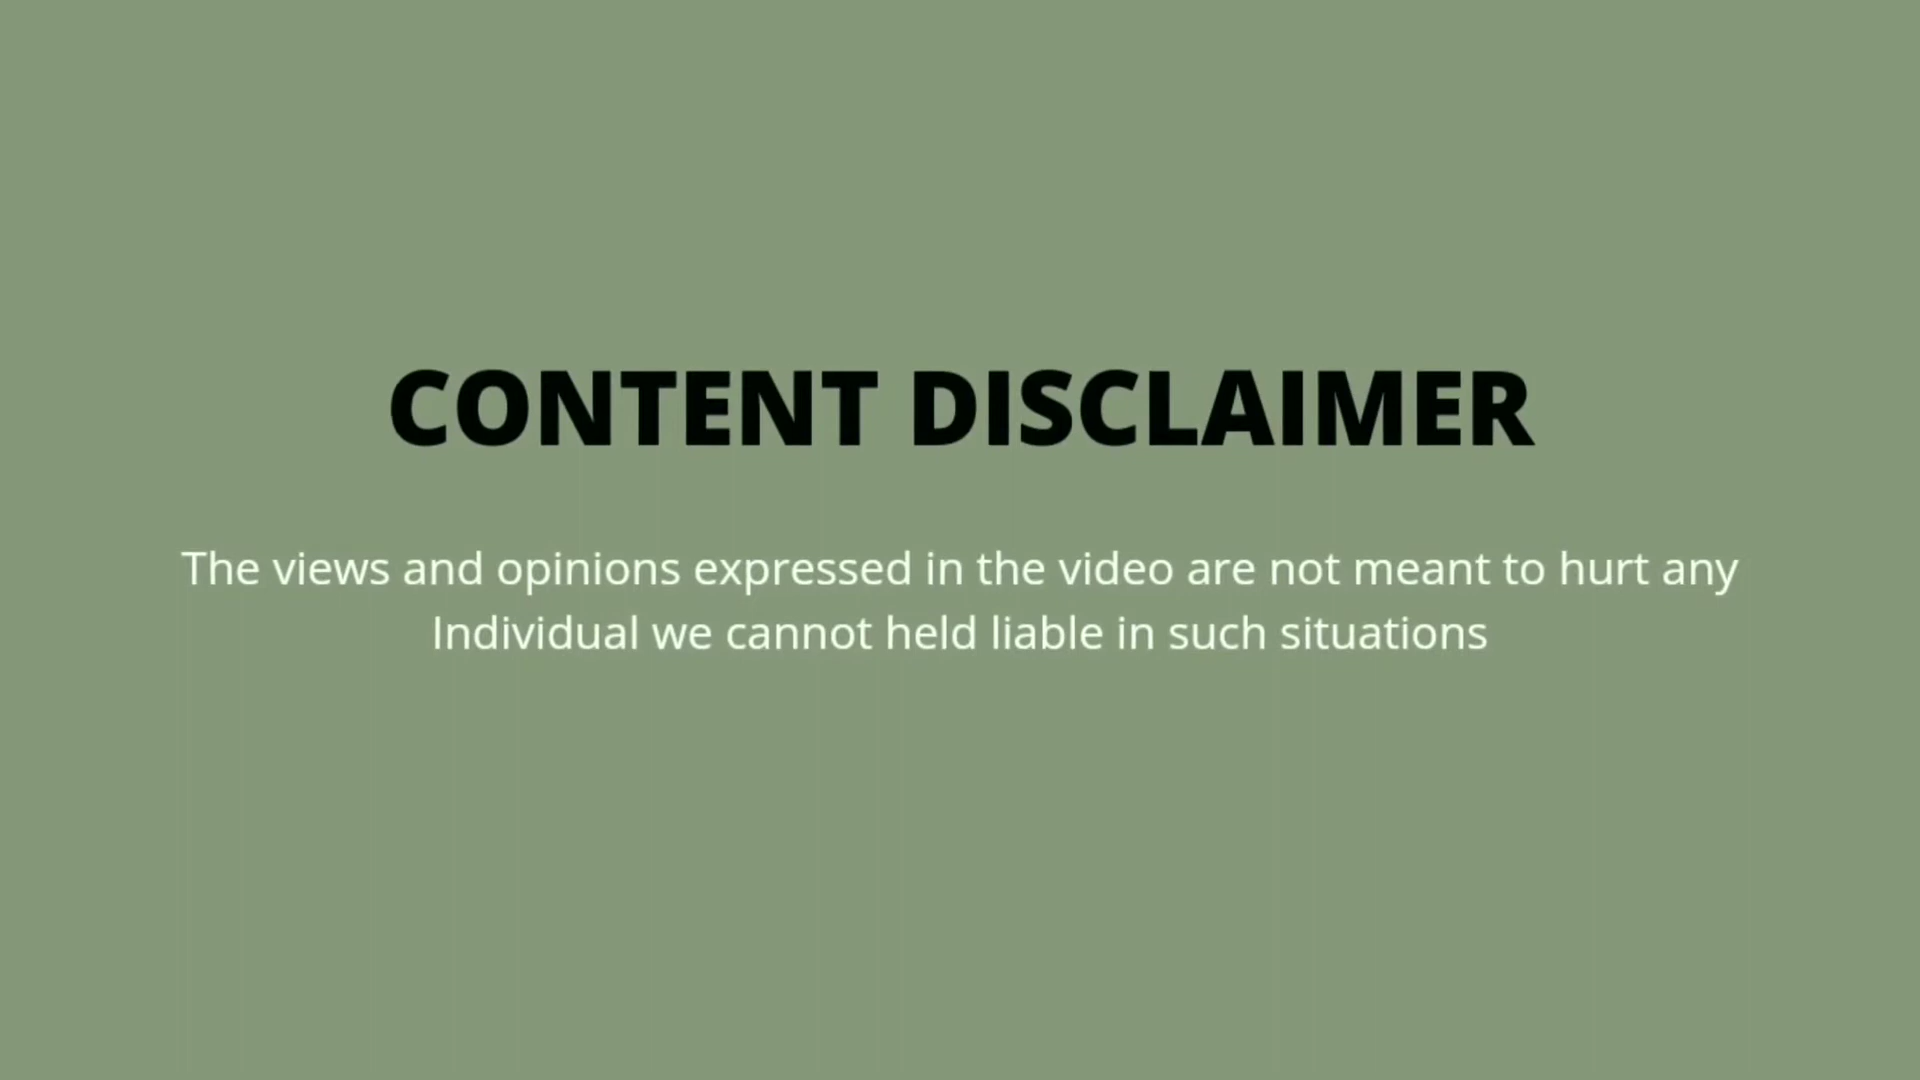 CONTENT DISCLAIMER
The views and opinions expressed in the video are not meant to hurt any
Individual we cannot held liable in such situations